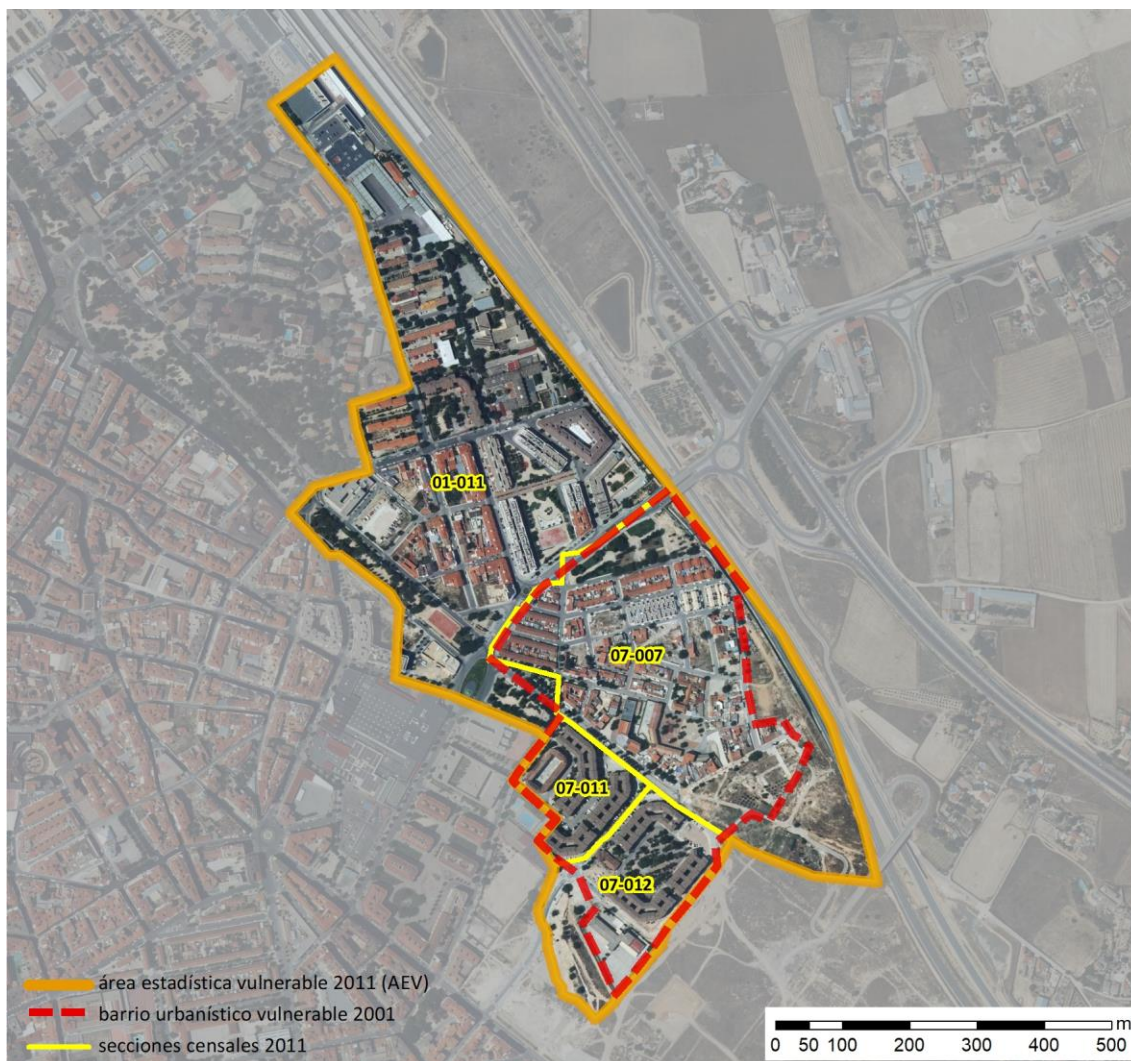 01-011
07-007
07-011
07-012
área estadística vulnerable 2011 (AEV)
barrio urbanístico vulnerable 2001
secciones censales 2011
m
0 50 100 200 300 400 500